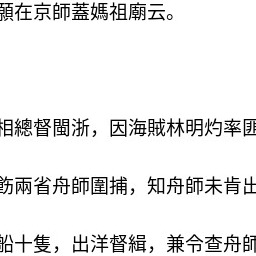 願在京師蓋媽祖廟云。
相總督閩浙，因海賊林明灼率匪
飭兩省舟師圍捕，知舟師未肯出
船十隻，出洋督緝，兼令查舟師